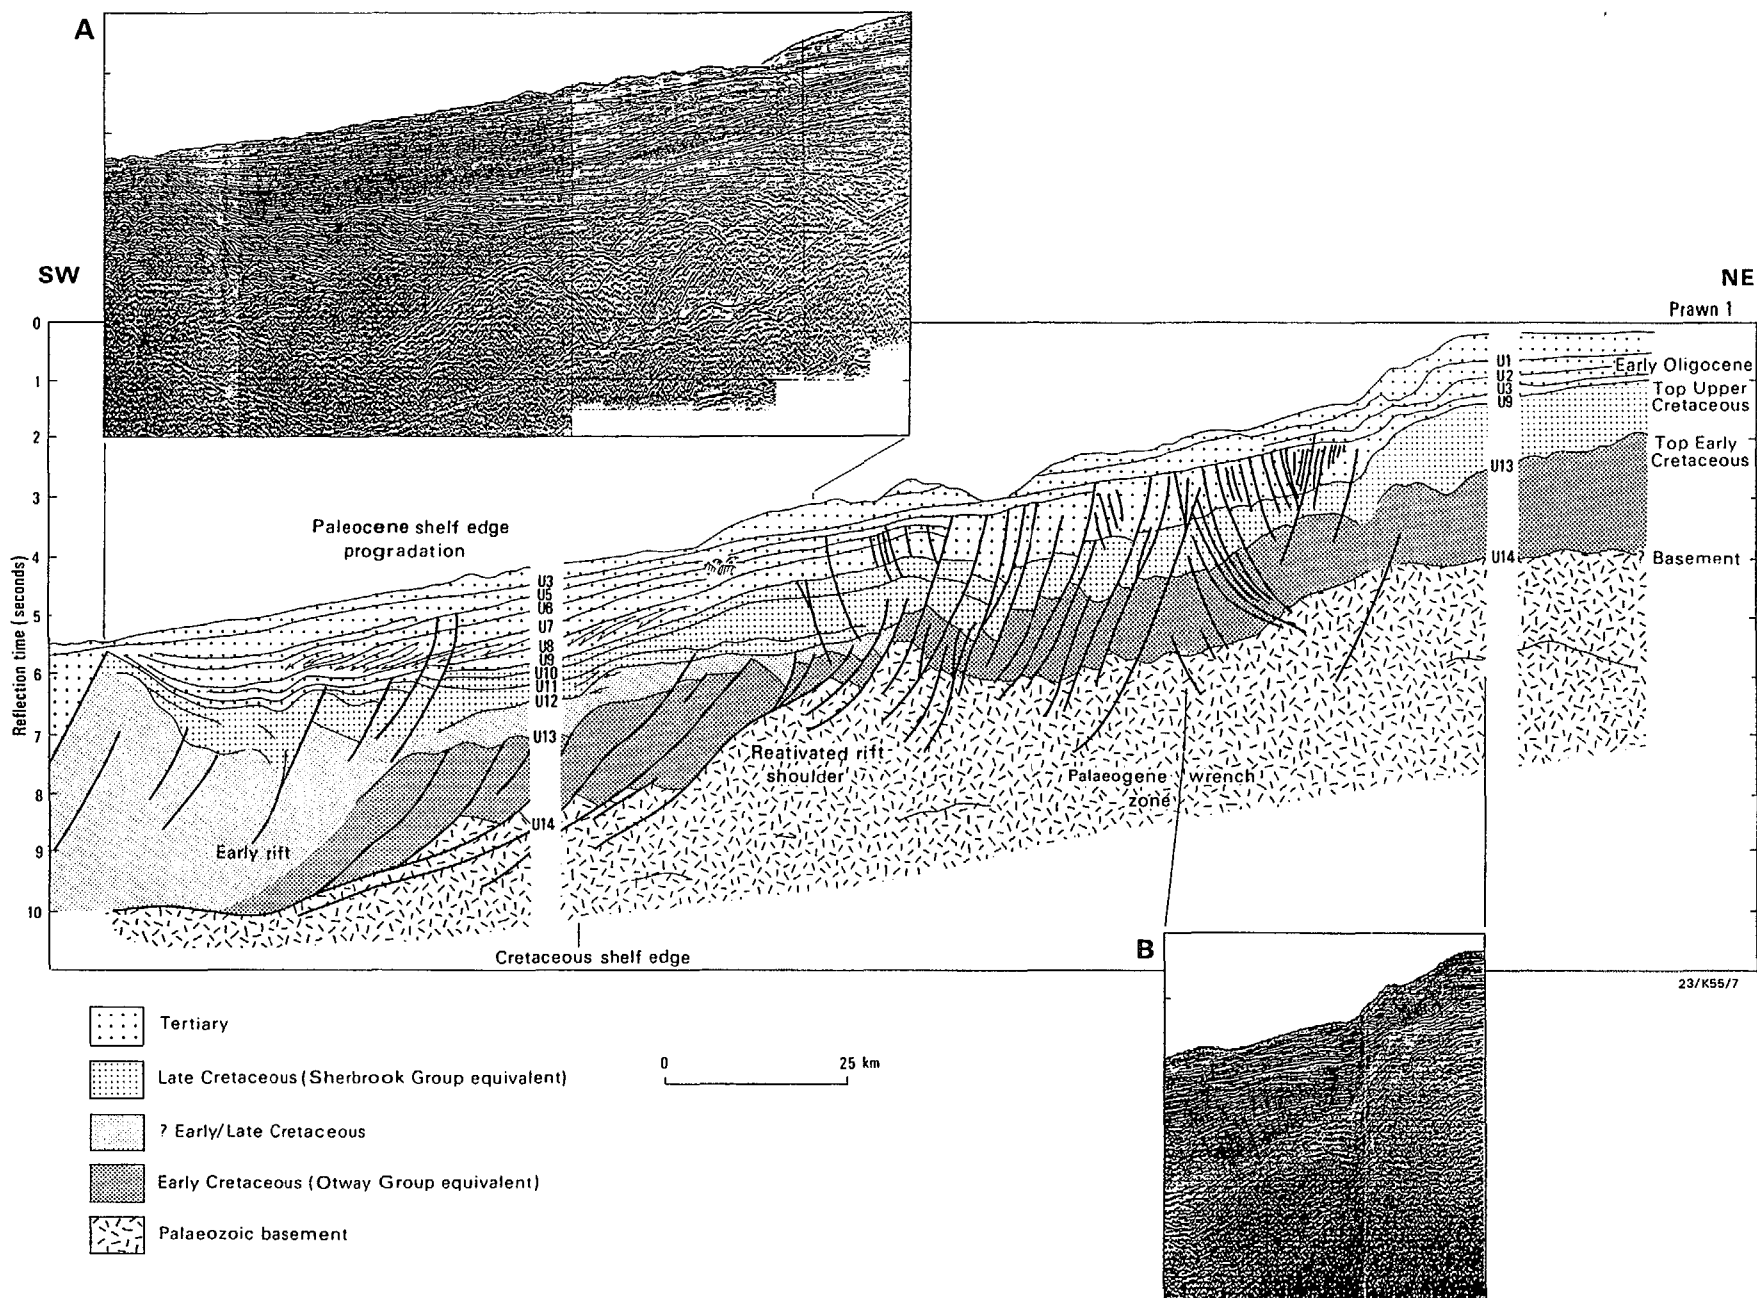 A
SW
NE
Prawn 1
0
1
2
3
4
5
6
7
8
9
10
Reflection time (seconds)
U1
U2
U3
U9
U13
U14
Early Oligocene
Top Upper
Cretaceous
Top Early
Cretaceous
? Basement
Paleocene shelf edge
progradation
U3
U5
U6
U7
U8
U9
U10
U11
U12
U13
U14
Reativated rift
shoulder
Palaeogene wrench
zone
Early rift
Cretaceous shelf edge
B
23/K55/7
Tertiary
Late Cretaceous (Sherbrook Group equivalent)
? Early/Late Cretaceous
Early Cretaceous (Otway Group equivalent)
Palaeozoic basement
0 25 km